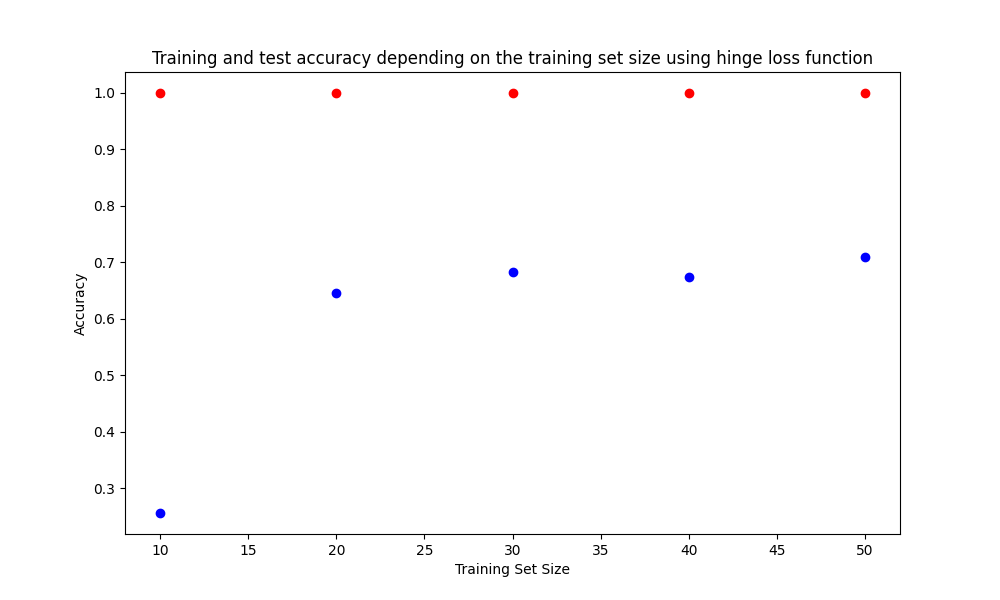 Training and test accuracy depending on the training set size using hinge loss function
1.0
0.9
0.8
0.7
0.6
0.5
0.4
0.3
Accuracy
10 15 20 25 30 35 40 45 50
Training Set Size